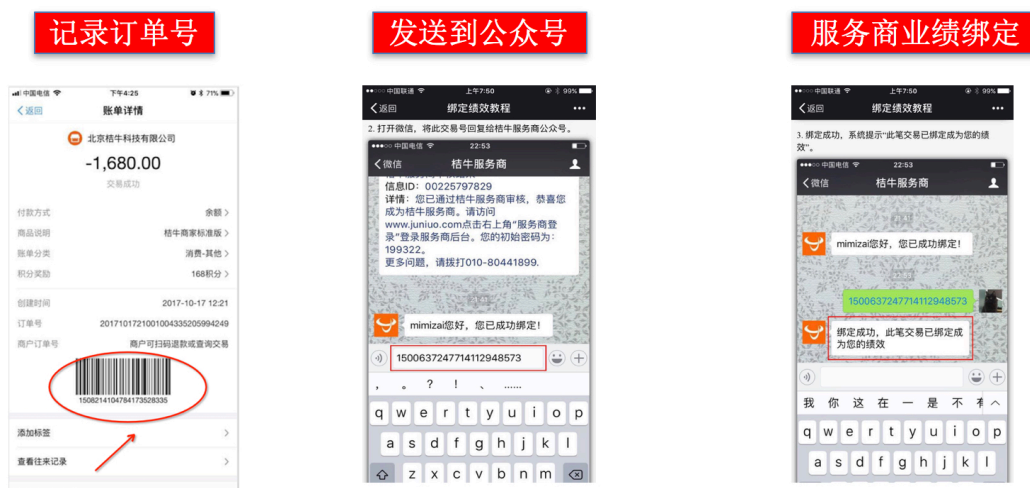 记录订单号
中国电信
下午4:25
71%
返回
账单详情
北京桔牛科技有限公司
-1,680.00
交易成功
付款方式
余额
商品说明
桔牛商家标准版
账单分类
消费-其他
积分奖励
168积分
创建时间
2017-10-17 12:21
订单号
20171017210010043352059942​49
商户订单号
商户可扫码退款或查询交易
1508214104784173528335
添加标签
查看往来记录
发送到公众号
中国联通
上午7:50
99%
返回
绑定绩效教程
2. 打开微信，将此交易号回复给桔牛服务商公众号。
中国电信
22:53
微信
桔牛服务商
信息ID：00225797829
详情：您已通过桔牛服务商审核，恭喜您
成为桔牛服务商。请访问
www.juniuo.com点击右上角“服务商登
录”登录服务商后台。您的初始密码为：
199322。
更多问题，请拨打010-80441899.
mimizai您好，您已成功绑定！
1500637247714112948573
， 。 ？ ！ 、 ……
q w e r t y u i o p
a s d f g h j k l
z x c v b n m
服务商业绩绑定
中国联通
上午7:50
99%
返回
绑定绩效教程
3. 绑定成功，系统提示“此笔交易已绑定成为您的绩
效”。
中国电信
22:53
微信
桔牛服务商
mimizai您好，您已成功绑定！
1500637247714112948573
绑定成功，此笔交易已绑定成
为您的绩效
我 你 这 在 一 是 不 有
q w e r t y u i o p
a s d f g h j k l